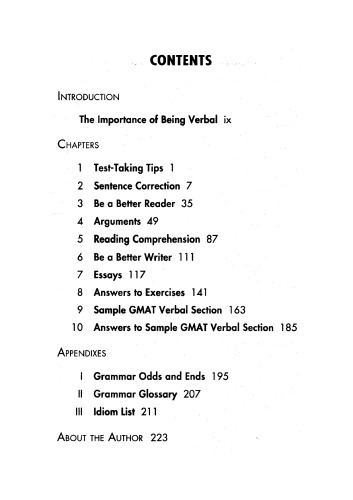 CONTENTS
INTRODUCTION
The Importance of Being Verbal ix
CHAPTERS
1 Test-Taking Tips 1
2 Sentence Correction 7
3 Be a Better Reader 35
4 Arguments 49
5 Reading Comprehension 87
6 Be a Better Writer 111
7 Essays 117
8 Answers to Exercises 141
9 Sample GMAT Verbal Section 163
10 Answers to Sample GMAT Verbal Section 185
APPENDIXES
I Grammar Odds and Ends 195
II Grammar Glossary 207
III Idiom List 211
ABOUT THE AUTHOR 223